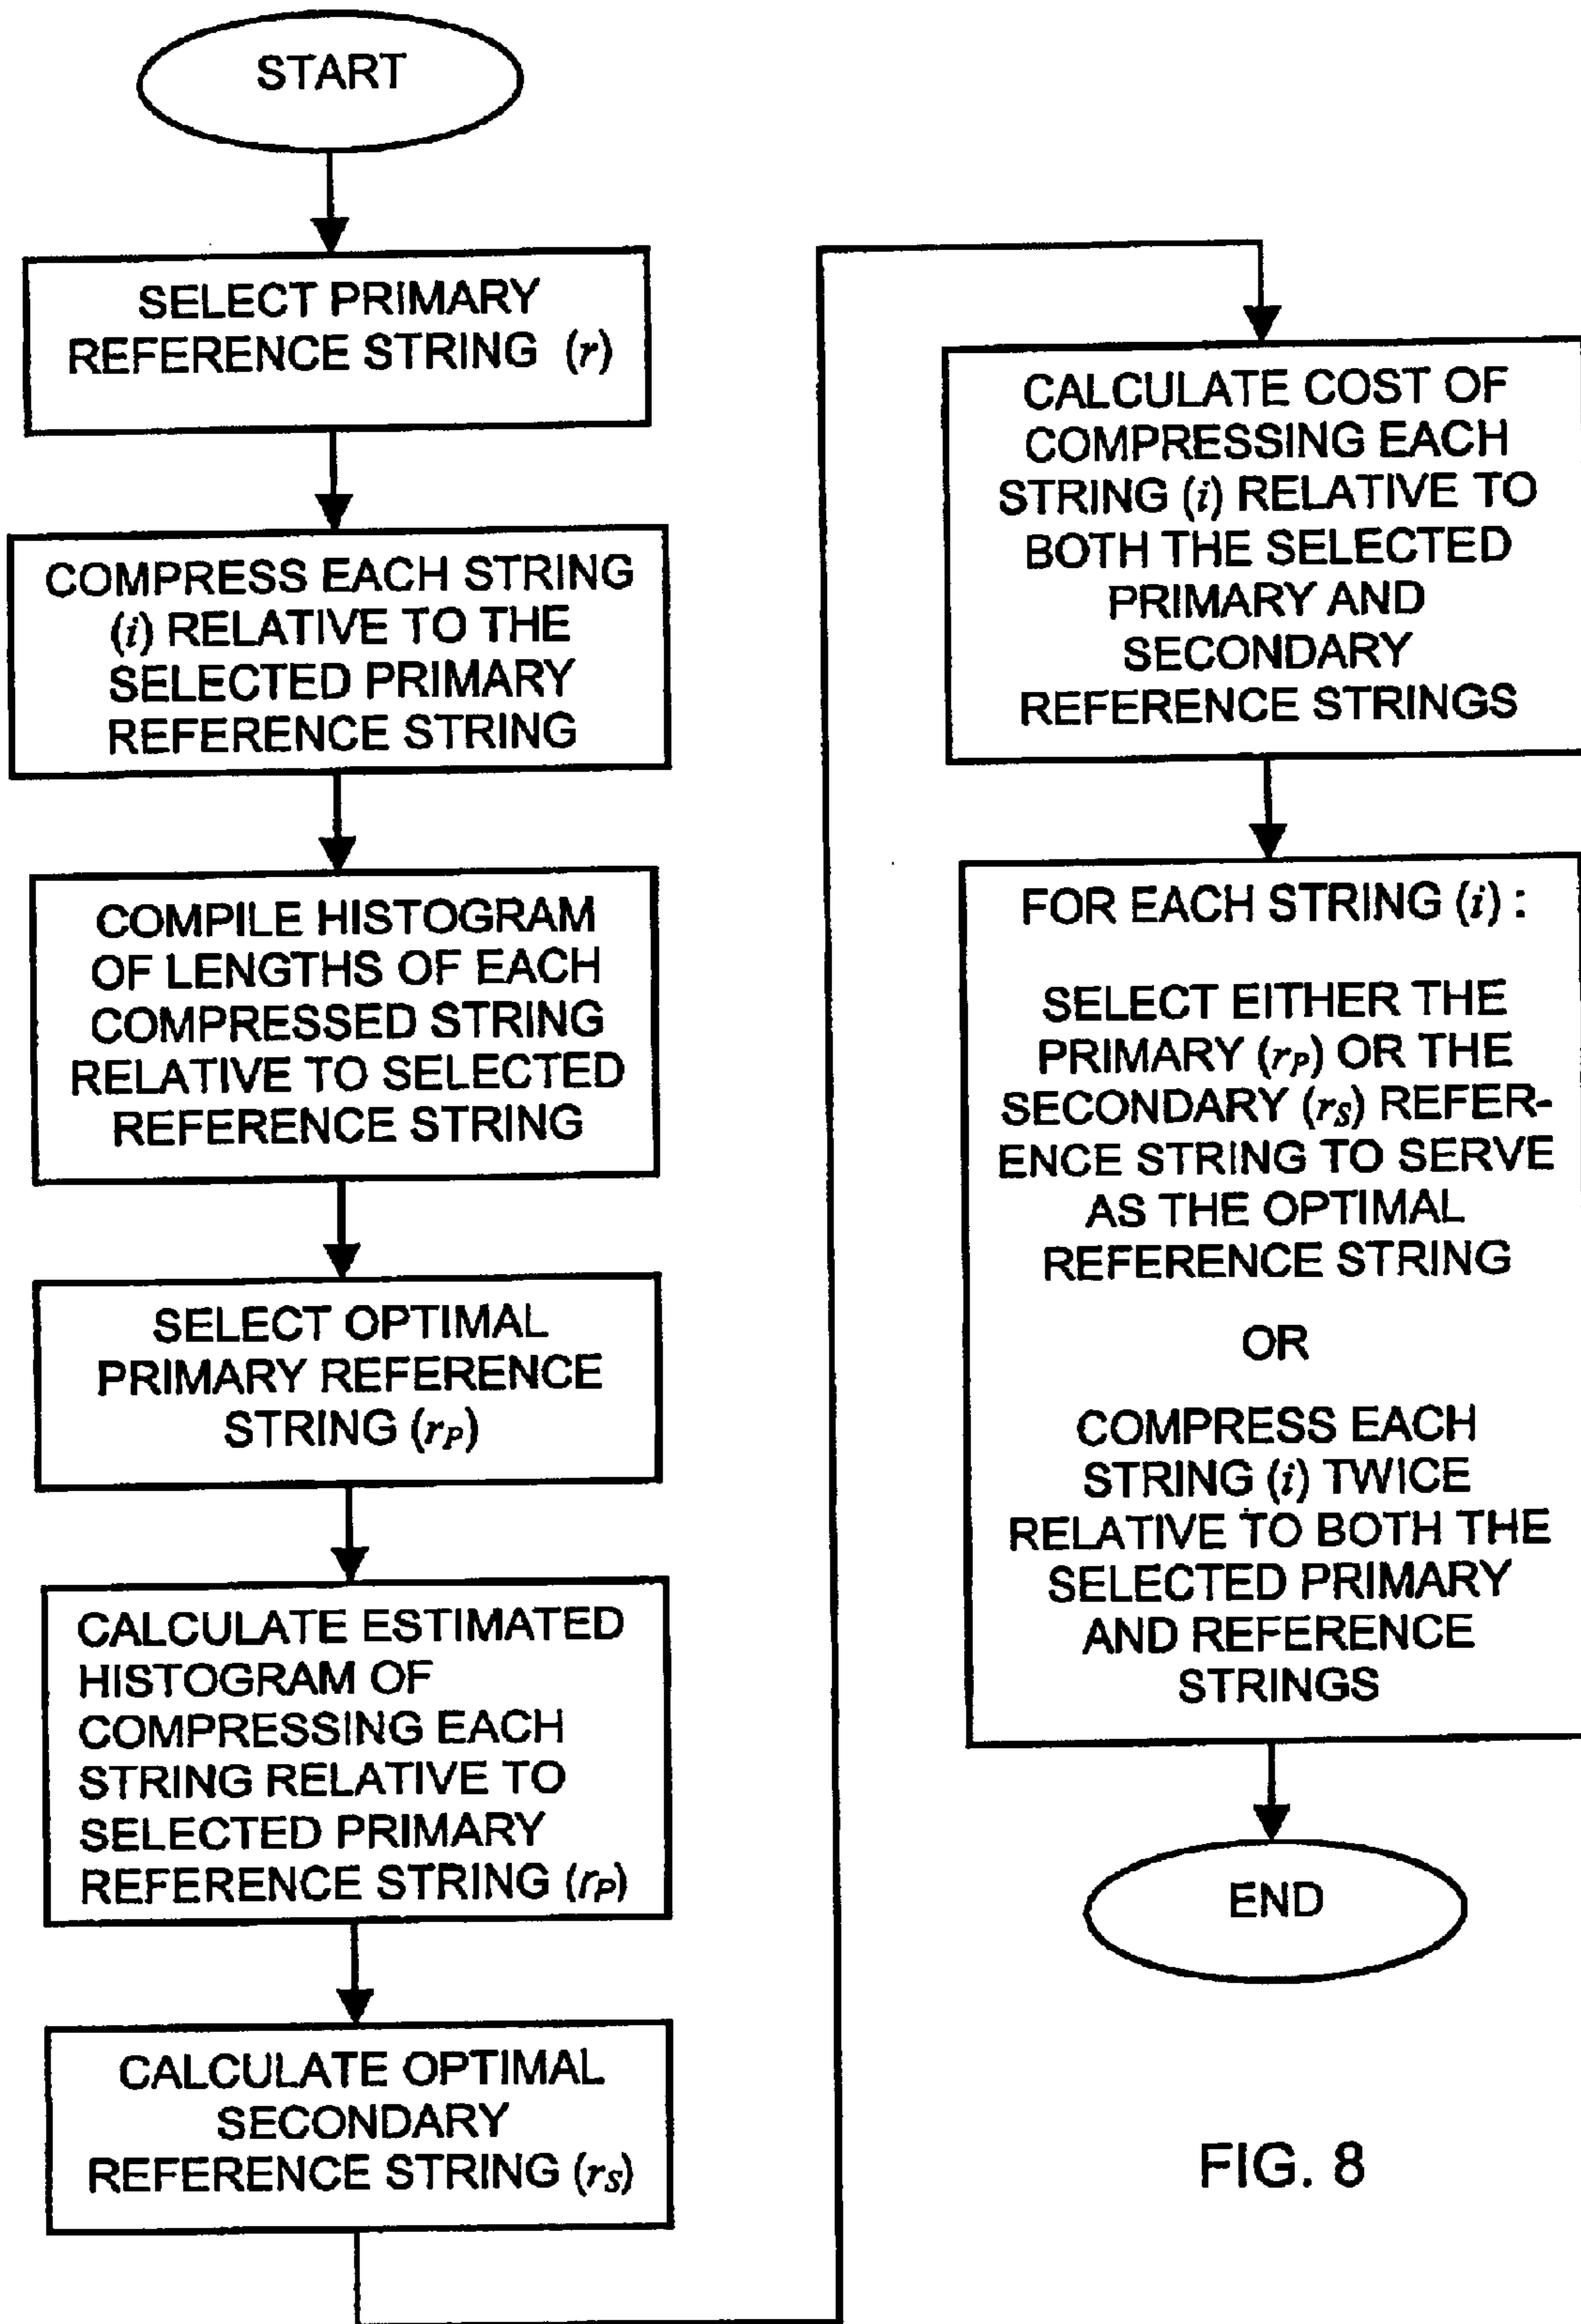 START
SELECT PRIMARY
REFERENCE STRING (r)
COMPRESS EACH STRING
(i) RELATIVE TO THE
SELECTED PRIMARY
REFERENCE STRING
COMPILE HISTOGRAM
OF LENGTHS OF EACH
COMPRESSED STRING
RELATIVE TO SELECTED
REFERENCE STRING
SELECT OPTIMAL
PRIMARY REFERENCE
STRING (rP)
CALCULATE ESTIMATED
HISTOGRAM OF
COMPRESSING EACH
STRING RELATIVE TO
SELECTED PRIMARY
REFERENCE STRING (rP)
CALCULATE OPTIMAL
SECONDARY
REFERENCE STRING (rS)
CALCULATE COST OF
COMPRESSING EACH
STRING (i) RELATIVE TO
BOTH THE SELECTED
PRIMARY AND
SECONDARY
REFERENCE STRINGS
FOR EACH STRING (i) :
SELECT EITHER THE
PRIMARY (rP) OR THE
SECONDARY (rS) REFER-
ENCE STRING TO SERVE
AS THE OPTIMAL
REFERENCE STRING
OR
COMPRESS EACH
STRING (i) TWICE
RELATIVE TO BOTH THE
SELECTED PRIMARY
AND REFERENCE
STRINGS
END
FIG. 8